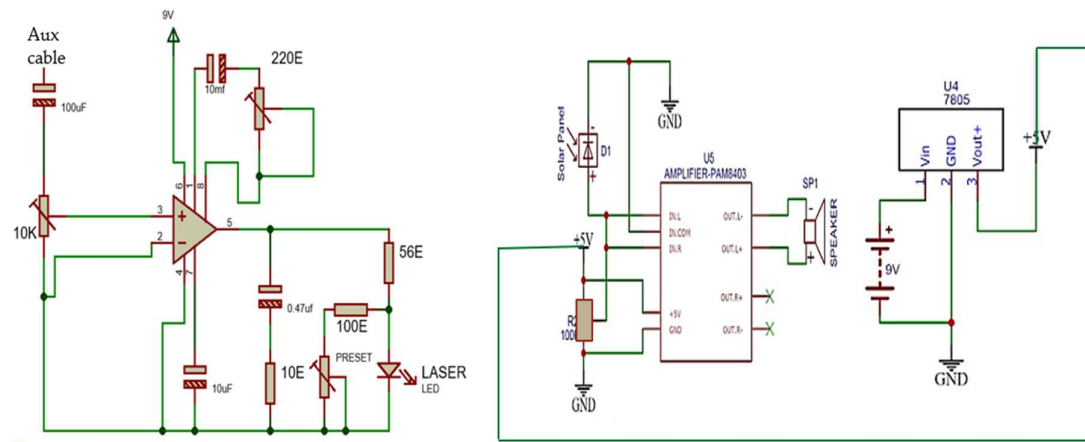 Aux
cable
9V
220E
10mf
100uF
6
1
8
10K
3
2
5
4
7
56E
0.47uf
100E
PRESET
10E
10uF
LASER
LED
GND
Solar Panel
-
D1
+
U5
AMPLIFIER-PAM8403
IN.L
IN.COM
IN.R
+5V
GND
OUT.L-
OUT.L+
OUT.R+
OUT.R-
SP1
-
+
SPEAKER
+5V
GND
U4
7805
Vin
GND
Vout+
1
2
3
+5V
+
9V
GND